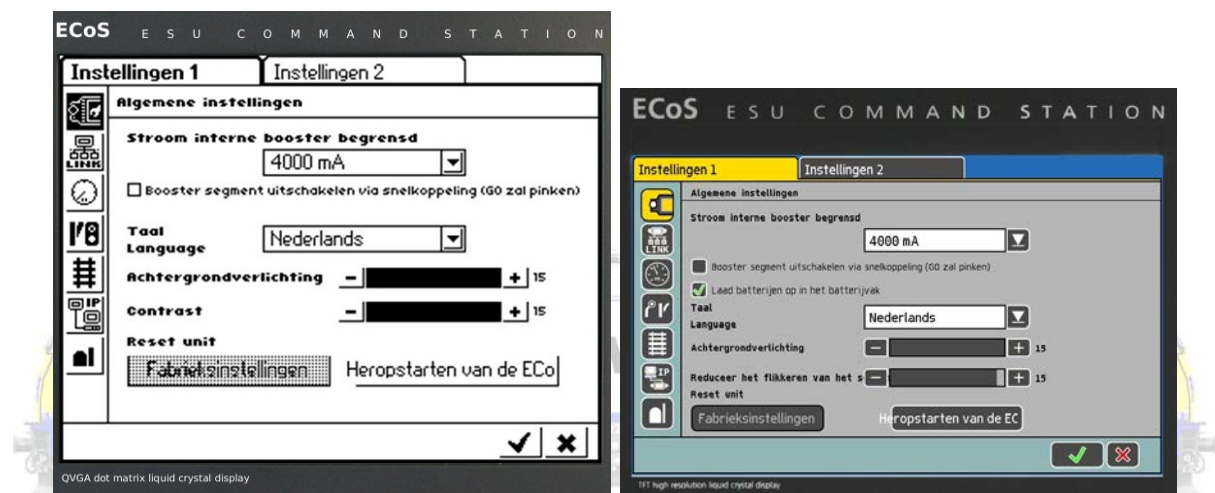 ECoS ESU COMMAND STATION
Instellingen 1
Instellingen 2
Algemene instellingen
LINK
Stroom interne booster begrensd
4000 mA
Booster segment uitschakelen via snelkoppeling (GO zal pinken)
Taal
Language
Nederlands
Achtergrondverlichting
- + 15
Contrast
- + 15
IP
Reset unit
Fabrieksinstellingen
Heropstarten van de ECo
QVGA dot matrix liquid crystal display
ECoS ESU COMMAND STATION
Instellingen 1
Instellingen 2
Algemene instellingen
LINK
Stroom interne booster begrensd
4000 mA
Booster segment uitschakelen via snelkoppeling (GO zal pinken)
Laad batterijen op in het batterijvak
Taal
Language
Nederlands
Achtergrondverlichting
- + 15
IP
Reduceer het flikkeren van het s
- + 15
Reset unit
Fabrieksinstellingen
Heropstarten van de EC
TFT high resolution liquid crystal display